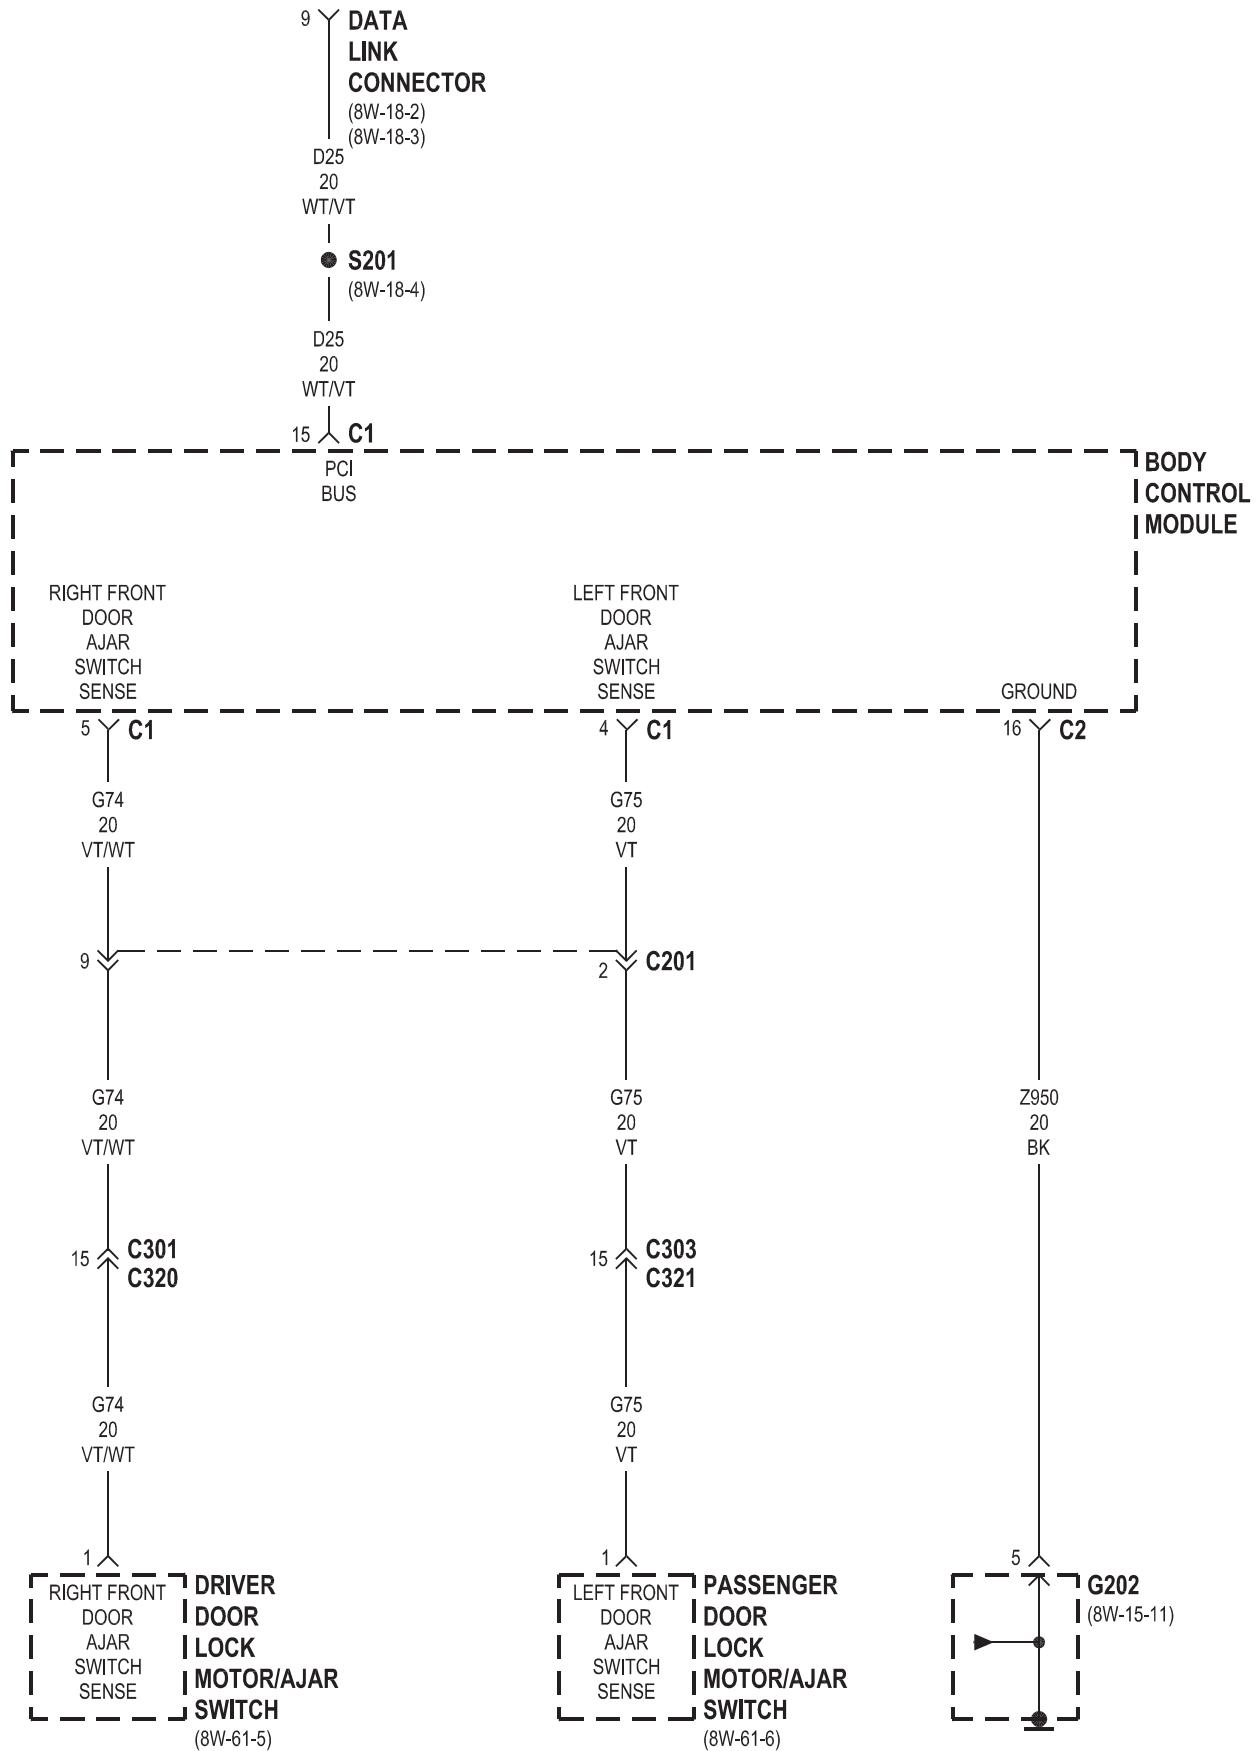 9
DATA
LINK
CONNECTOR
(8W-18-2)
(8W-18-3)
D25
20
WT/VT
S201
(8W-18-4)
D25
20
WT/VT
15
C1
PCI
BUS
BODY
CONTROL
MODULE
RIGHT FRONT
DOOR
AJAR
SWITCH
SENSE
LEFT FRONT
DOOR
AJAR
SWITCH
SENSE
GROUND
5
C1
4
C1
16
C2
G74
20
VT/WT
G75
20
VT
9
2
C201
G74
20
VT/WT
G75
20
VT
Z950
20
BK
15
C301
C320
15
C303
C321
G74
20
VT/WT
G75
20
VT
1
1
5
RIGHT FRONT
DOOR
AJAR
SWITCH
SENSE
DRIVER
DOOR
LOCK
MOTOR/AJAR
SWITCH
(8W-61-5)
LEFT FRONT
DOOR
AJAR
SWITCH
SENSE
PASSENGER
DOOR
LOCK
MOTOR/AJAR
SWITCH
(8W-61-6)
G202
(8W-15-11)